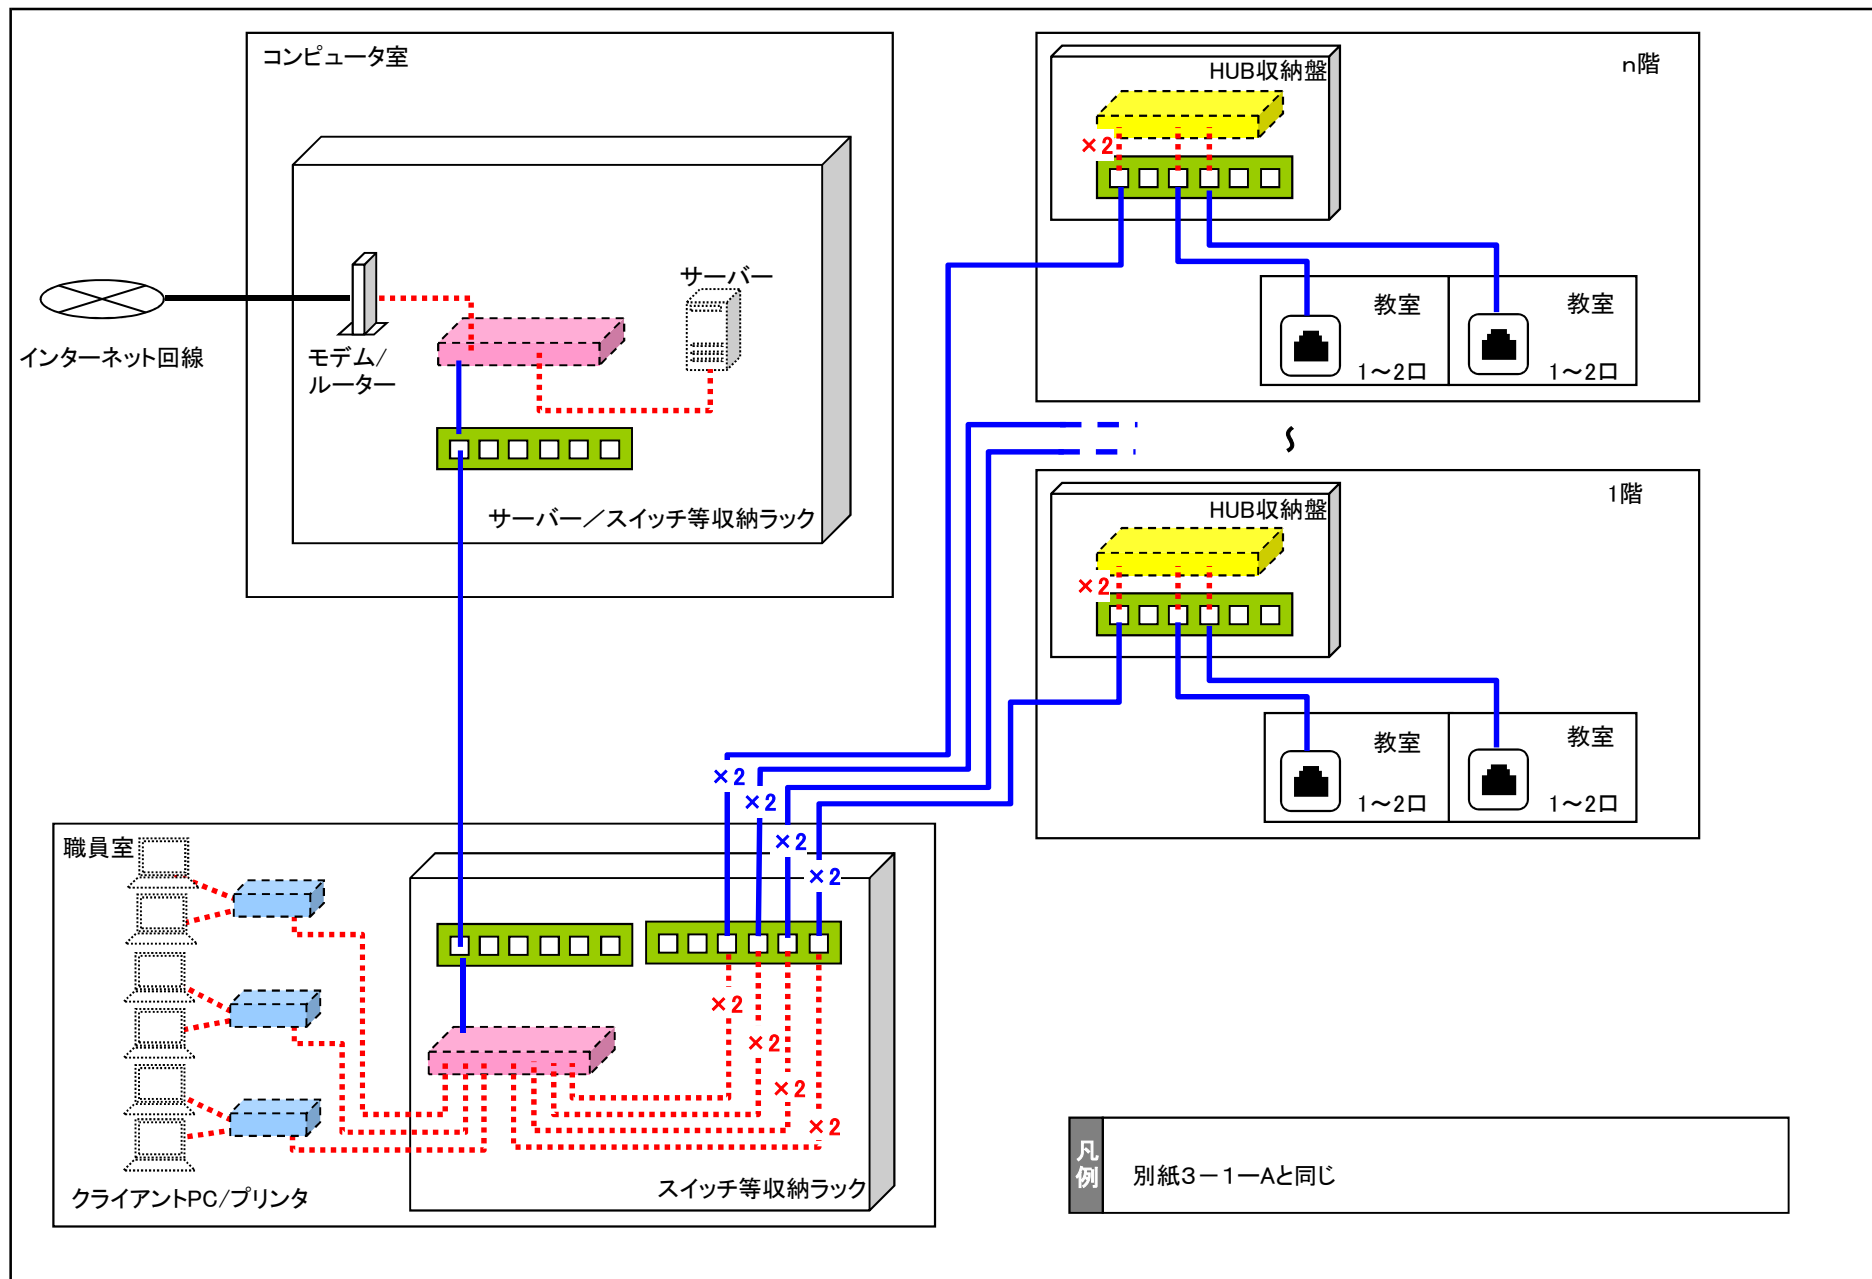 コンピュータ室
サーバー
インターネット回線
モデム/
ルーター
サーバー／スイッチ等収納ラック
n階
HUB収納盤
×2
教室
1～2口
教室
1～2口
～
1階
HUB収納盤
×2
教室
1～2口
教室
1～2口
×2
×2
×2
×2
職員室
×2
×2
×2
×2
クライアントPC/プリンタ
スイッチ等収納ラック
凡例
別紙3－1－Aと同じ